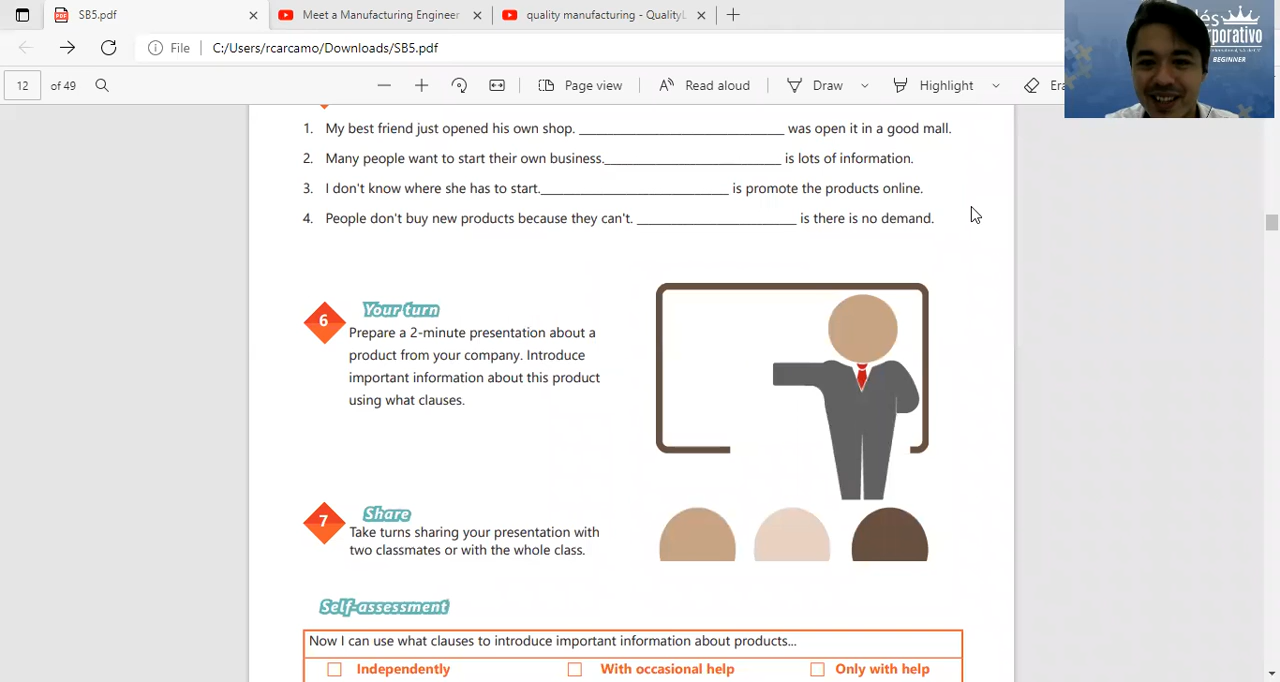 SB5.pdf
Meet a Manufacturing Engineer
quality manufacturing - QualityL
File
C:/Users/rcarcamo/Downloads/SB5.pdf
12 of 49
Page view
Read aloud
Draw
Highlight
Era
és
rporativo
BEGINNER
1. My best friend just opened his own shop. __________________________ was open it in a good mall.
2. Many people want to start their own business.______________________ is lots of information.
3. I don't know where she has to start.________________________ is promote the products online.
4. People don't buy new products because they can't. ____________________ is there is no demand.
6
Your turn
Prepare a 2-minute presentation about a
product from your company. Introduce
important information about this product
using what clauses.
7
Share
Take turns sharing your presentation with
two classmates or with the whole class.
Self-assessment
Now I can use what clauses to introduce important information about products...
Independently
With occasional help
Only with help